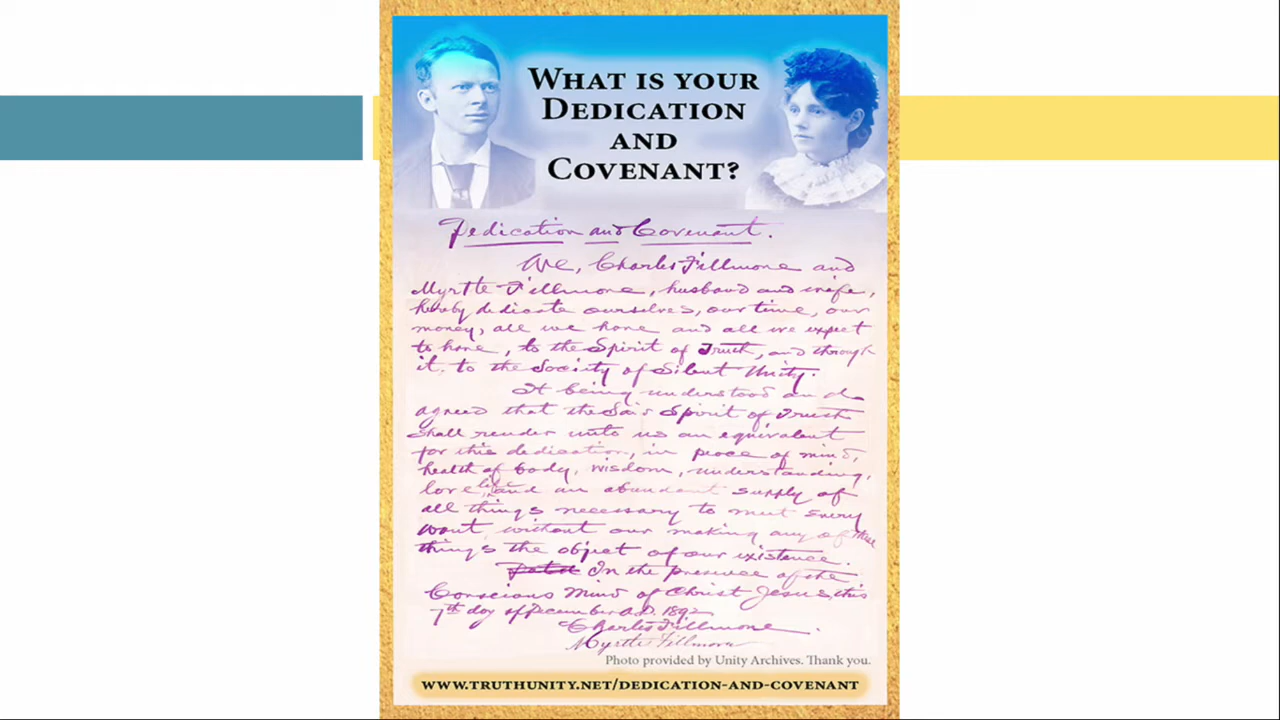 WHAT IS YOUR
DEDICATION
AND
COVENANT?
Dedication and Covenant.
We, Charles Fillmore and
Myrtle Fillmore, husband and wife,
hereby dedicate ourselves, our time, our
money, all we have and all we expect
to have, to the Spirit of Truth, and through
it, to the Society of Silent Unity.
It being understood and
agreed that the Said Spirit of Truth
Shall render unto us an equivalent
for this dedication, in peace of mind,
health of body, wisdom, understanding,
love, life and an abundant supply of
all things necessary to meet every
want, without our making any of these
things the object of our existence.
In the presence of the
Conscious Mind of Christ Jesus, this
7th day of December A.D. 1892
Charles Fillmore.
Myrtle Fillmore
Photo provided by Unity Archives. Thank you.
WWW.TRUTHUNITY.NET/DEDICATION-AND-COVENANT